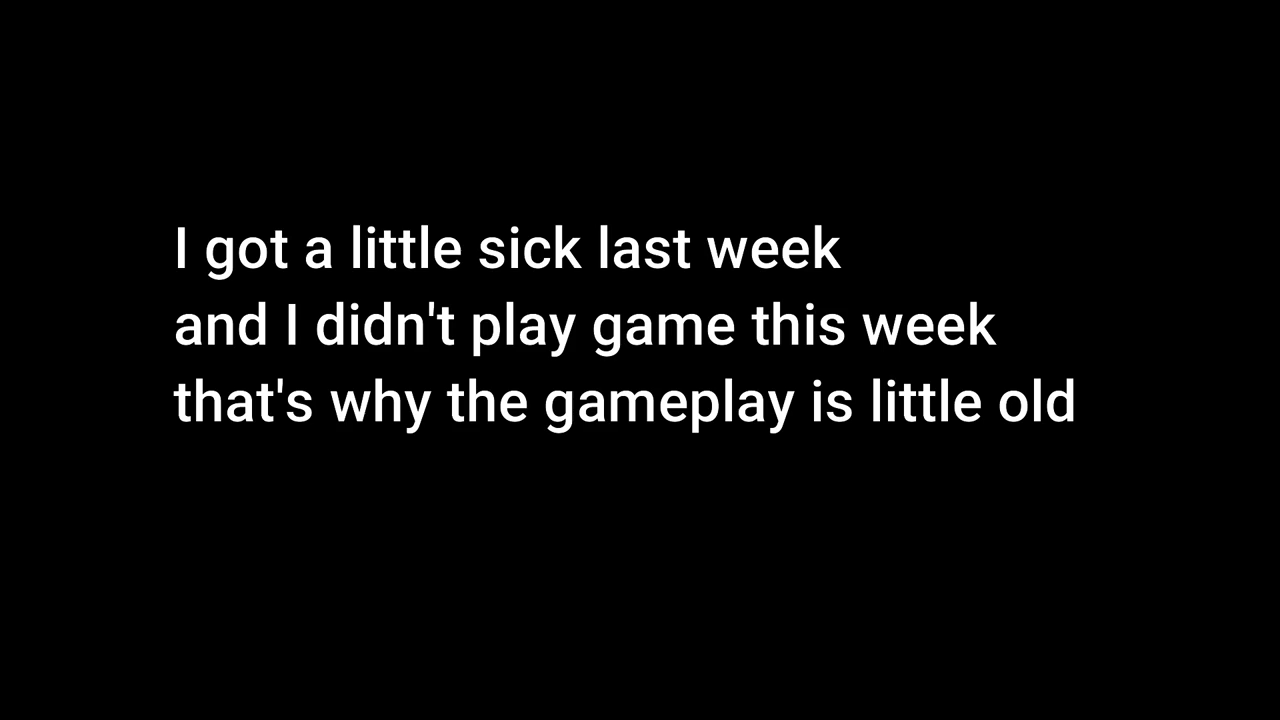 I got a little sick last week
and I didn't play game this week
that's why the gameplay is little old